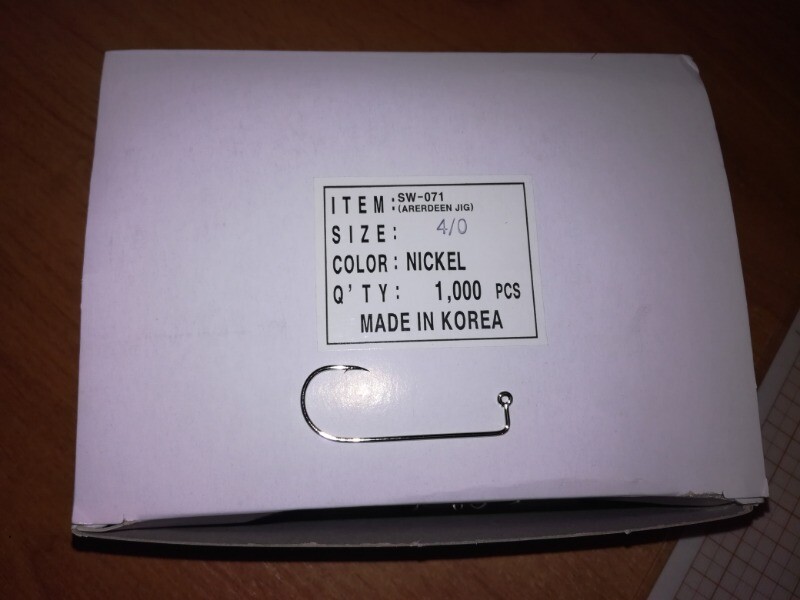 ITEM: SW-071
(ARERDEEN JIG)
SIZE: 4/0
COLOR: NICKEL
Q'TY: 1,000 PCS
MADE IN KOREA